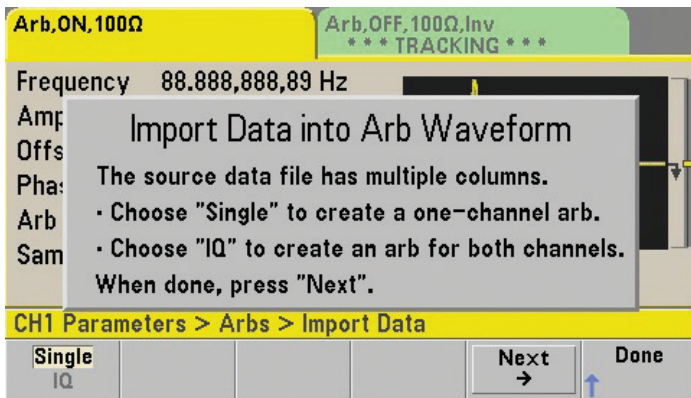 Arb,ON,100Ω
Arb,OFF,100Ω,Inv
* * * TRACKING * * *
Frequency 88.888,888,89 Hz
Amp
Offs
Phas
Arb
Sam
Import Data into Arb Waveform
The source data file has multiple columns.
· Choose "Single" to create a one-channel arb.
· Choose "IQ" to create an arb for both channels.
When done, press "Next".
CH1 Parameters > Arbs > Import Data
Single
IQ
Next
→
Done